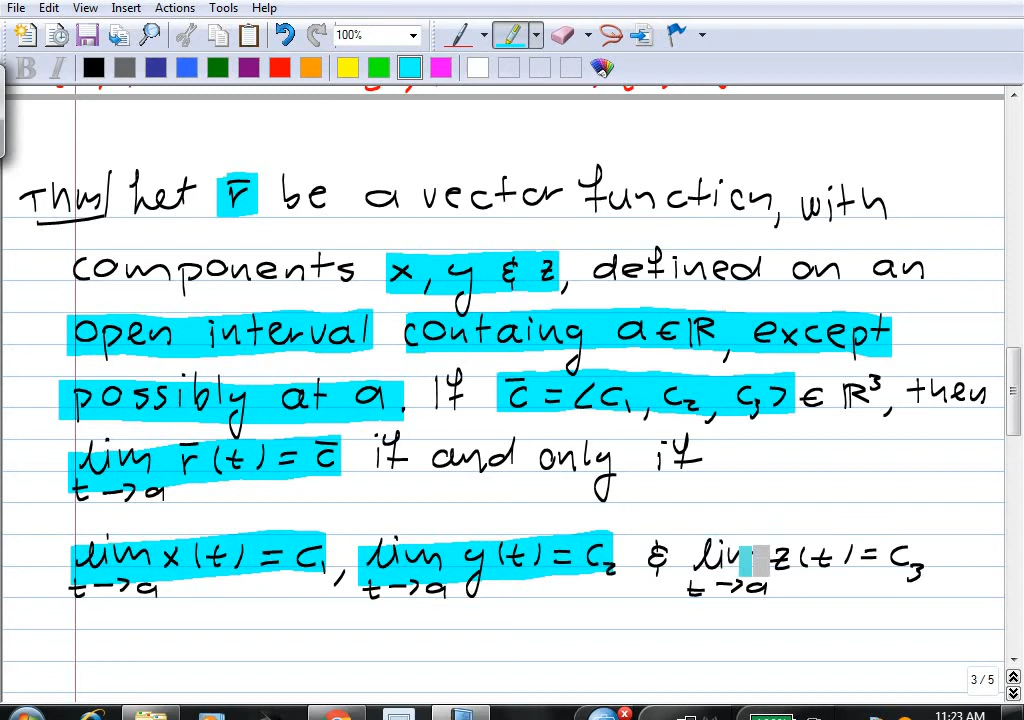 File Edit View Insert Actions Tools Help
100%
B I
Thm/ Let r̄ be a vector function, with
components x, y & z, defined on an
open interval containg a∈ℝ, except
possibly at a. If c̄ = <c₁, c₂, c₃> ∈ ℝ³, then
lim r̄(t) = c̄ if and only if
t→a
lim x(t) = c₁, lim y(t) = c₂ & lim z(t) = c₃
t→a t→a t→a
3 / 5
11:23 AM